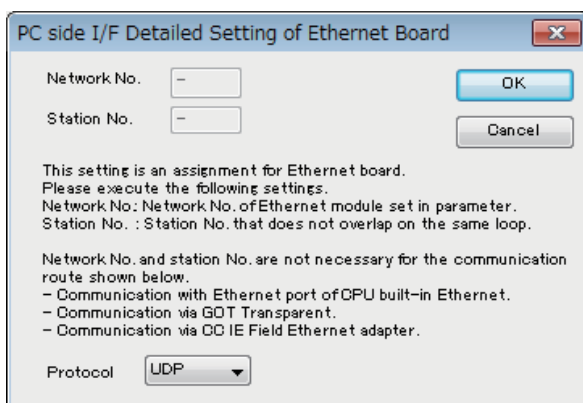 PC side I/F Detailed Setting of Ethernet Board
Network No. -
OK
Station No. -
Cancel
This setting is an assignment for Ethernet board.
Please execute the following settings.
Network No.: Network No. of Ethernet module set in parameter.
Station No. : Station No. that does not overlap on the same loop.
Network No. and station No. are not necessary for the communication
route shown below.
- Communication with Ethernet port of CPU built-in Ethernet.
- Communication via GOT Transparent.
- Communication via CC IE Field Ethernet adapter.
Protocol UDP